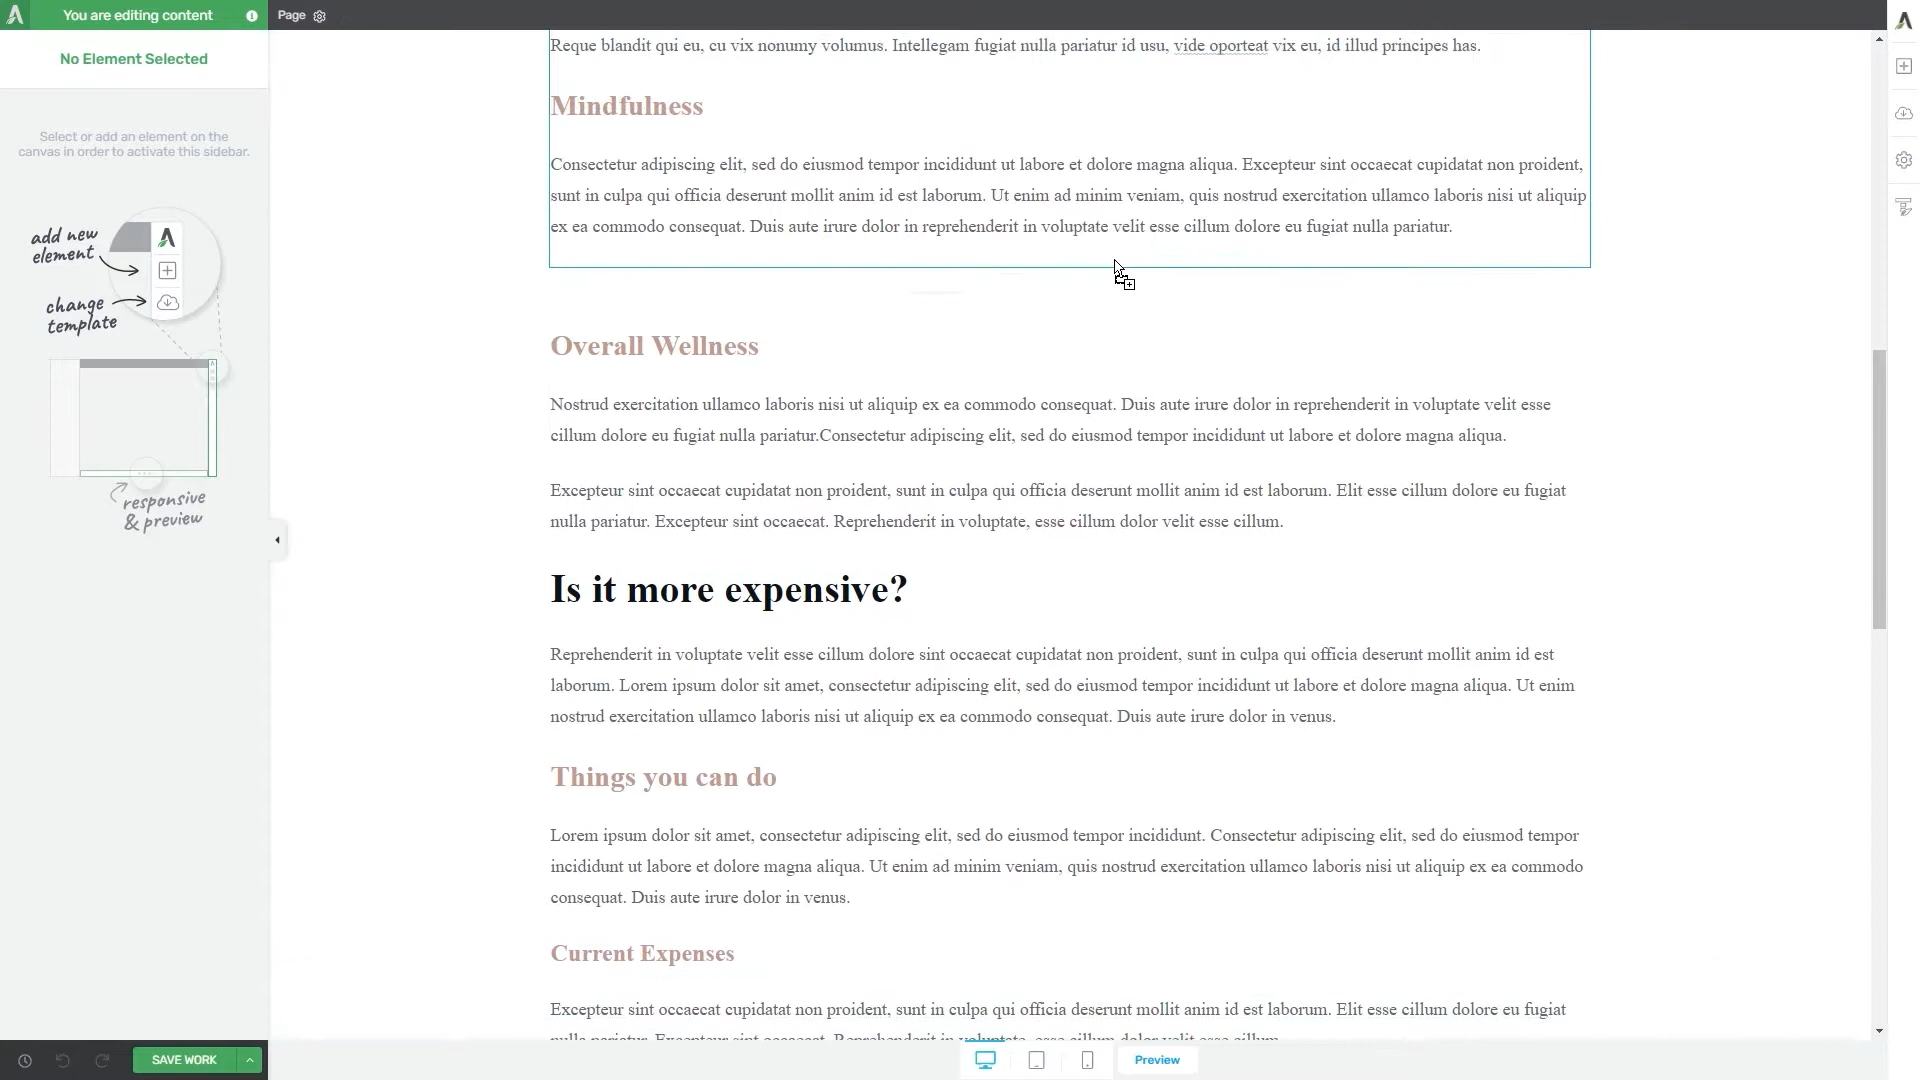 You are editing content
Page
No Element Selected
Select or add an element on the
canvas in order to activate this sidebar.
add new
element
change
template
responsive
& preview
Reque blandit qui eu, cu vix nonumy volumus. Intellegam fugiat nulla pariatur id usu, vide oporteat vix eu, id illud principes has.
Mindfulness
Consectetur adipiscing elit, sed do eiusmod tempor incididunt ut labore et dolore magna aliqua. Excepteur sint occaecat cupidatat non proident,
sunt in culpa qui officia deserunt mollit anim id est laborum. Ut enim ad minim veniam, quis nostrud exercitation ullamco laboris nisi ut aliquip
ex ea commodo consequat. Duis aute irure dolor in reprehenderit in voluptate velit esse cillum dolore eu fugiat nulla pariatur.
Overall Wellness
Nostrud exercitation ullamco laboris nisi ut aliquip ex ea commodo consequat. Duis aute irure dolor in reprehenderit in voluptate velit esse
cillum dolore eu fugiat nulla pariatur.Consectetur adipiscing elit, sed do eiusmod tempor incididunt ut labore et dolore magna aliqua.
Excepteur sint occaecat cupidatat non proident, sunt in culpa qui officia deserunt mollit anim id est laborum. Elit esse cillum dolore eu fugiat
nulla pariatur. Excepteur sint occaecat. Reprehenderit in voluptate, esse cillum dolor velit esse cillum.
Is it more expensive?
Reprehenderit in voluptate velit esse cillum dolore sint occaecat cupidatat non proident, sunt in culpa qui officia deserunt mollit anim id est
laborum. Lorem ipsum dolor sit amet, consectetur adipiscing elit, sed do eiusmod tempor incididunt ut labore et dolore magna aliqua. Ut enim
nostrud exercitation ullamco laboris nisi ut aliquip ex ea commodo consequat. Duis aute irure dolor in venus.
Things you can do
Lorem ipsum dolor sit amet, consectetur adipiscing elit, sed do eiusmod tempor incididunt. Consectetur adipiscing elit, sed do eiusmod tempor
incididunt ut labore et dolore magna aliqua. Ut enim ad minim veniam, quis nostrud exercitation ullamco laboris nisi ut aliquip ex ea commodo
consequat. Duis aute irure dolor in venus.
Current Expenses
Excepteur sint occaecat cupidatat non proident, sunt in culpa qui officia deserunt mollit anim id est laborum. Elit esse cillum dolore eu fugiat
nulla pariatur. Excepteur sint occaecat. Reprehenderit in voluptate, esse cillum dolor velit esse cillum.
SAVE WORK
Preview